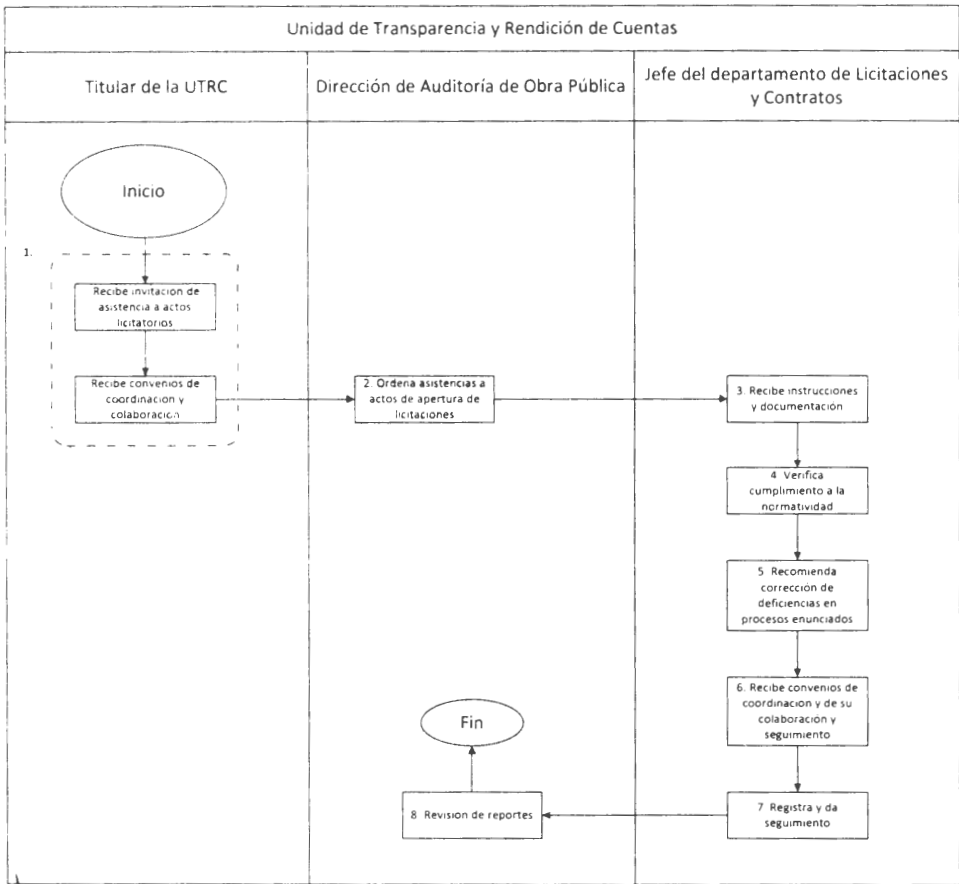 Unidad de Transparencia y Rendición de Cuentas
Titular de la UTRC
Dirección de Auditoría de Obra Pública
Jefe del departamento de Licitaciones
y Contratos
Inicio
1.
Recibe invitacion de
asistencia a actos
licitatorios
Recibe convenios de
coordinacion y
colaboracion
2. Ordena asistencias a
actos de apertura de
licitaciones
3. Recibe instrucciones
y documentación
4 Verifica
cumplimiento a la
normatividad
5 Recomienda
corrección de
deficiencias en
procesos enunciados
6. Recibe convenios de
coordinacion y de su
colaboración y
seguimiento
7 Registra y da
seguimiento
8 Revision de reportes
Fin